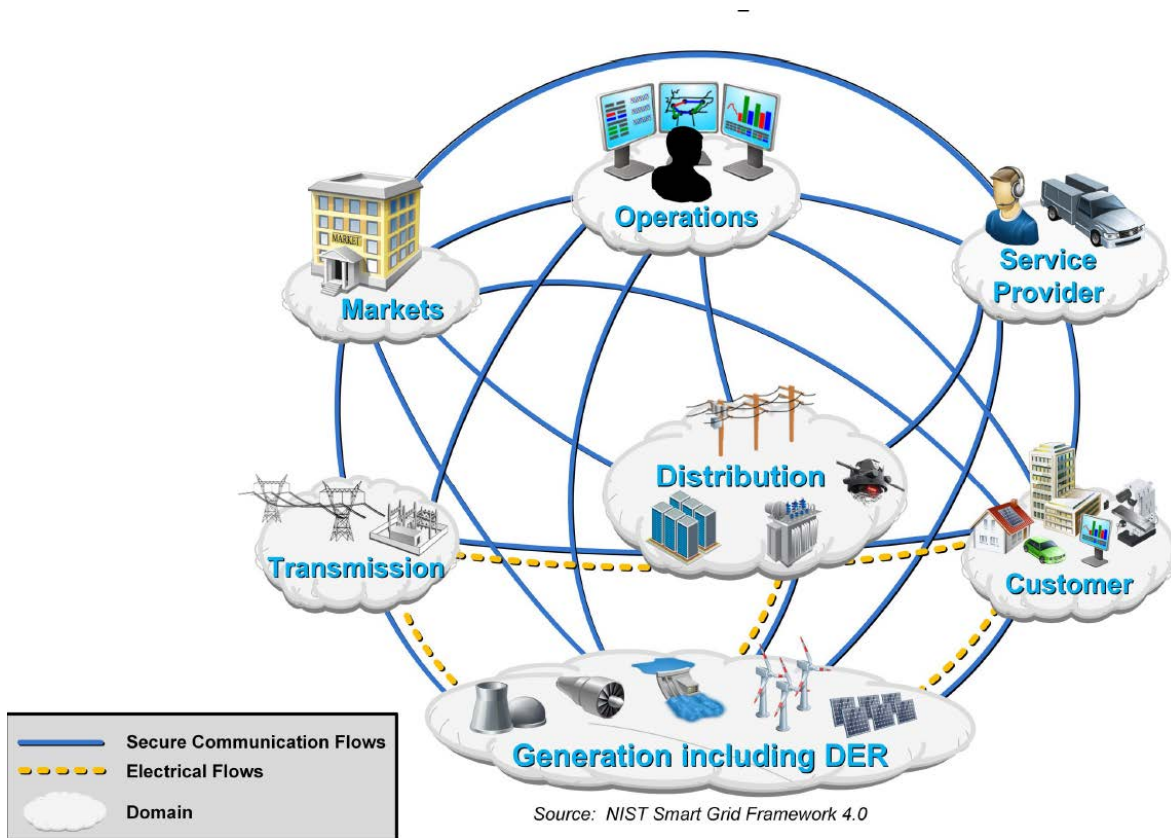 Operations
MARKET
Markets
Service
Provider
Distribution
Transmission
Customer
Generation including DER
Secure Communication Flows
Electrical Flows
Domain
Source: NIST Smart Grid Framework 4.0